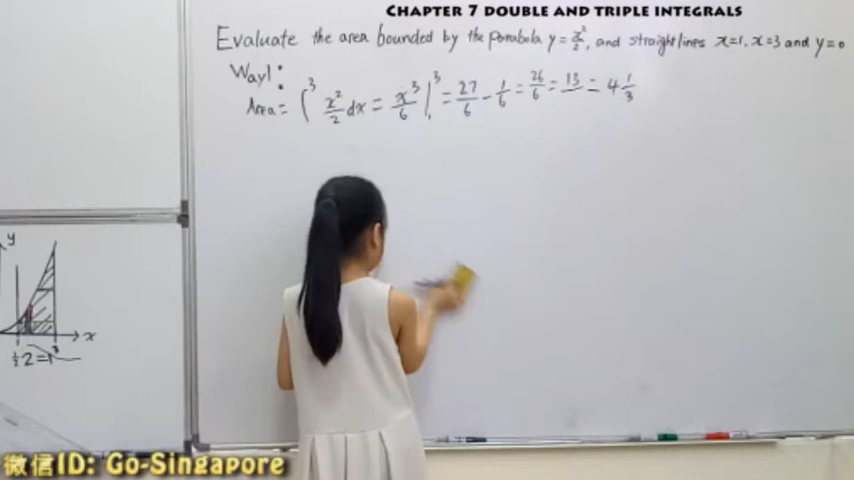 CHAPTER 7 DOUBLE AND TRIPLE INTEGRALS
Evaluate the area bounded by the parabola y = x²/2, and straight lines x=1, x=3 and y=0
Way1:
Area = ∫³ x²/2 dx = x³/6 |₁³ = 27/6 - 1/6 = 26/6 = 13 = 4 1/3
y
x
3
微信ID: Go-Singapore